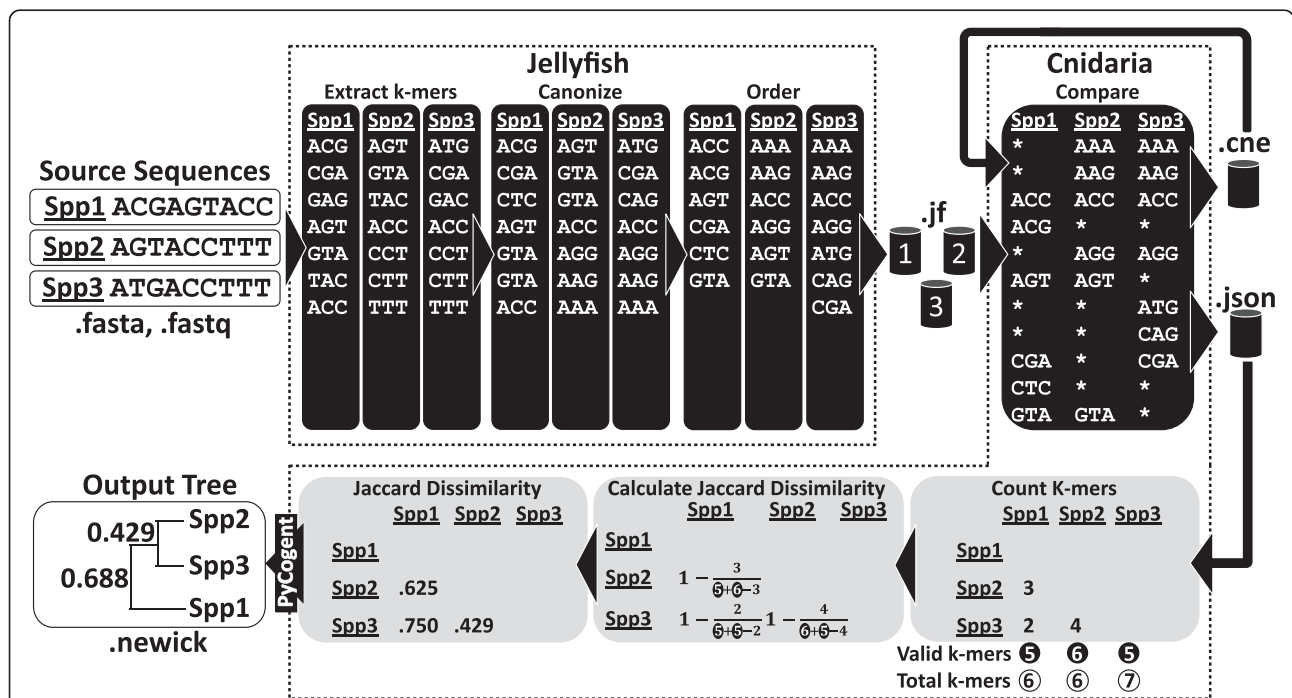 Jellyfish
Extract k-mers Canonize Order
Spp1 Spp2 Spp3 Spp1 Spp2 Spp3 Spp1 Spp2 Spp3
ACG AGT ATG ACG AGT ATG ACC AAA AAA
CGA GTA CGA CGA GTA CGA ACG AAG AAG
GAG TAC GAC CTC GTA CAG AGT ACC ACC
AGT ACC ACC AGT ACC ACC CGA AGG AGG
GTA CCT CCT GTA AGG AGG CTC AGT ATG
TAC CTT CTT GTA AAG AAG GTA GTA CAG
ACC TTT TTT ACC AAA AAA CGA
Source Sequences
Spp1 ACGAGTACC
Spp2 AGTACCTTT
Spp3 ATGACCTTT
.fasta, .fastq
.jf
1 2
3
Cnidaria
Compare
Spp1 Spp2 Spp3
* AAA AAA
* AAG AAG
ACC ACC ACC
ACG * *
* AGG AGG
AGT AGT *
* * ATG
* * CAG
CGA * CGA
CTC * *
GTA GTA *
.cne
.json
Count K-mers
Spp1 Spp2 Spp3
Spp1
Spp2 3
Spp3 2 4
Valid k-mers 5 6 5
Total k-mers 6 6 7
Calculate Jaccard Dissimilarity
Spp1 Spp2 Spp3
Spp1
Spp2 1 − 3/(5+6−3)
Spp3 1 − 2/(5+5−2) 1 − 4/(6+5−4)
Jaccard Dissimilarity
Spp1 Spp2 Spp3
Spp1
Spp2 .625
Spp3 .750 .429
PyCogent
Output Tree
0.429 Spp2
Spp3
0.688
Spp1
.newick